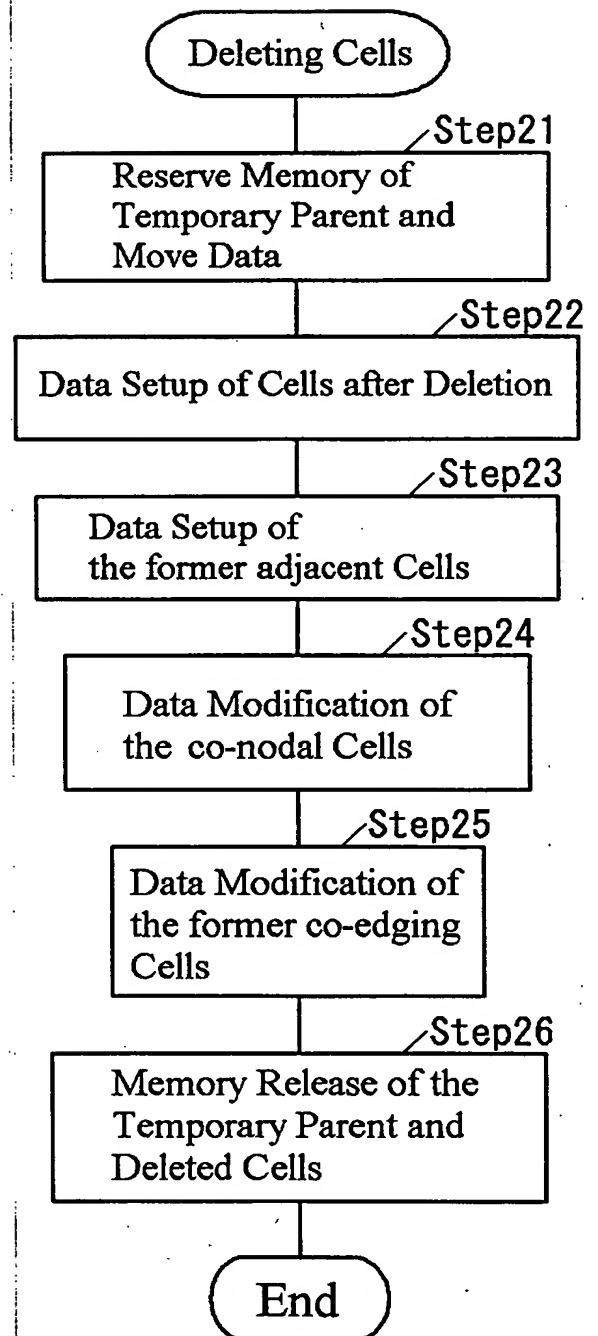 Deleting Cells
Step21
Reserve Memory of
Temporary Parent and
Move Data
Step22
Data Setup of Cells after Deletion
Step23
Data Setup of
the former adjacent Cells
Step24
Data Modification of
the co-nodal Cells
Step25
Data Modification of
the former co-edging
Cells
Step26
Memory Release of the
Temporary Parent and
Deleted Cells
End